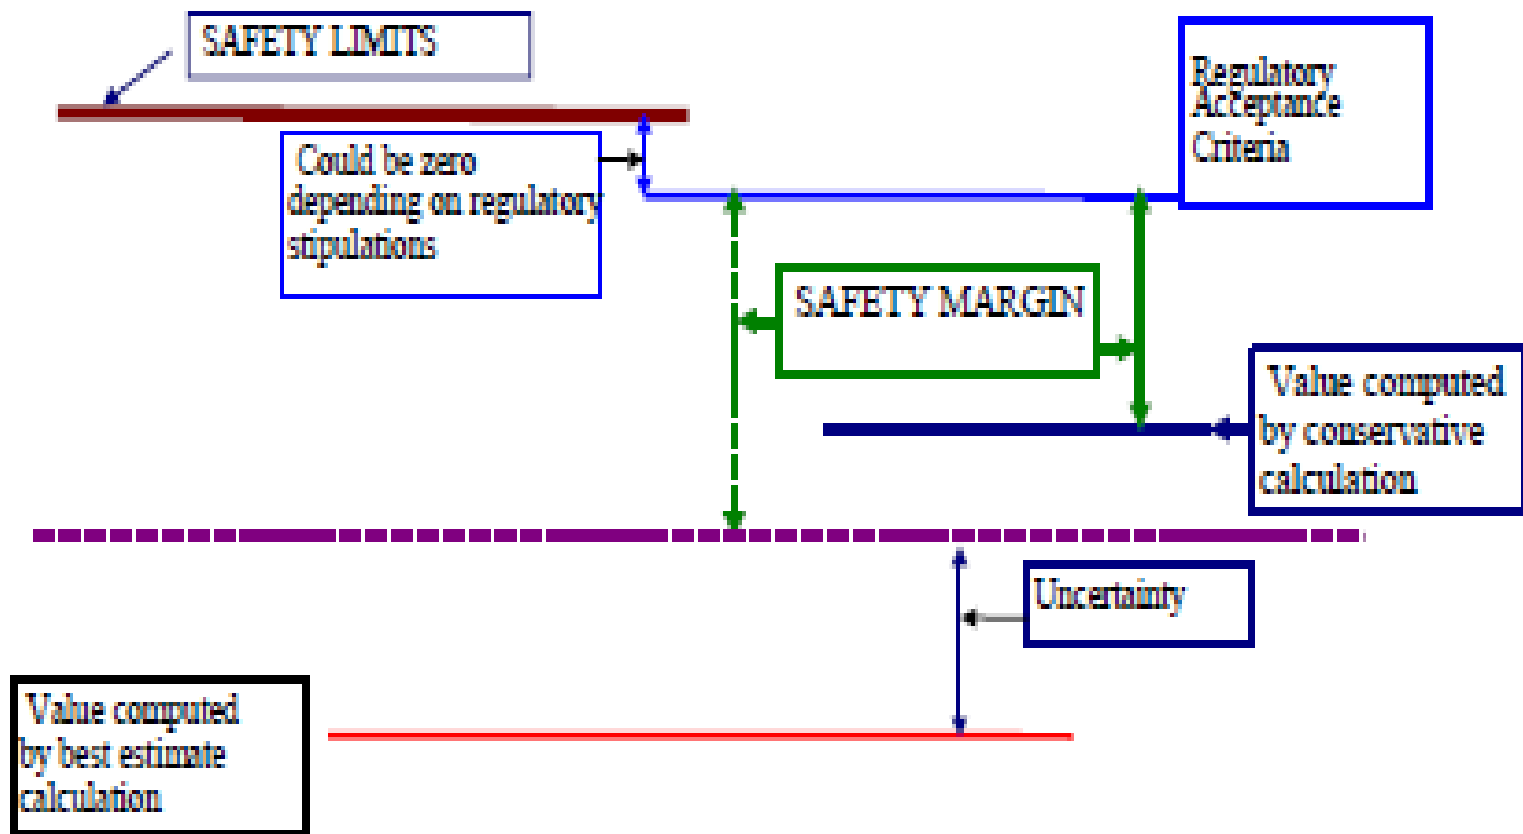 SAFETY LIMITS
Regulatory
Acceptance
Criteria
Could be zero
depending on regulatory
stipulations
SAFETY MARGIN
Value computed
by conservative
calculation
Uncertainty
Value computed
by best estimate
calculation